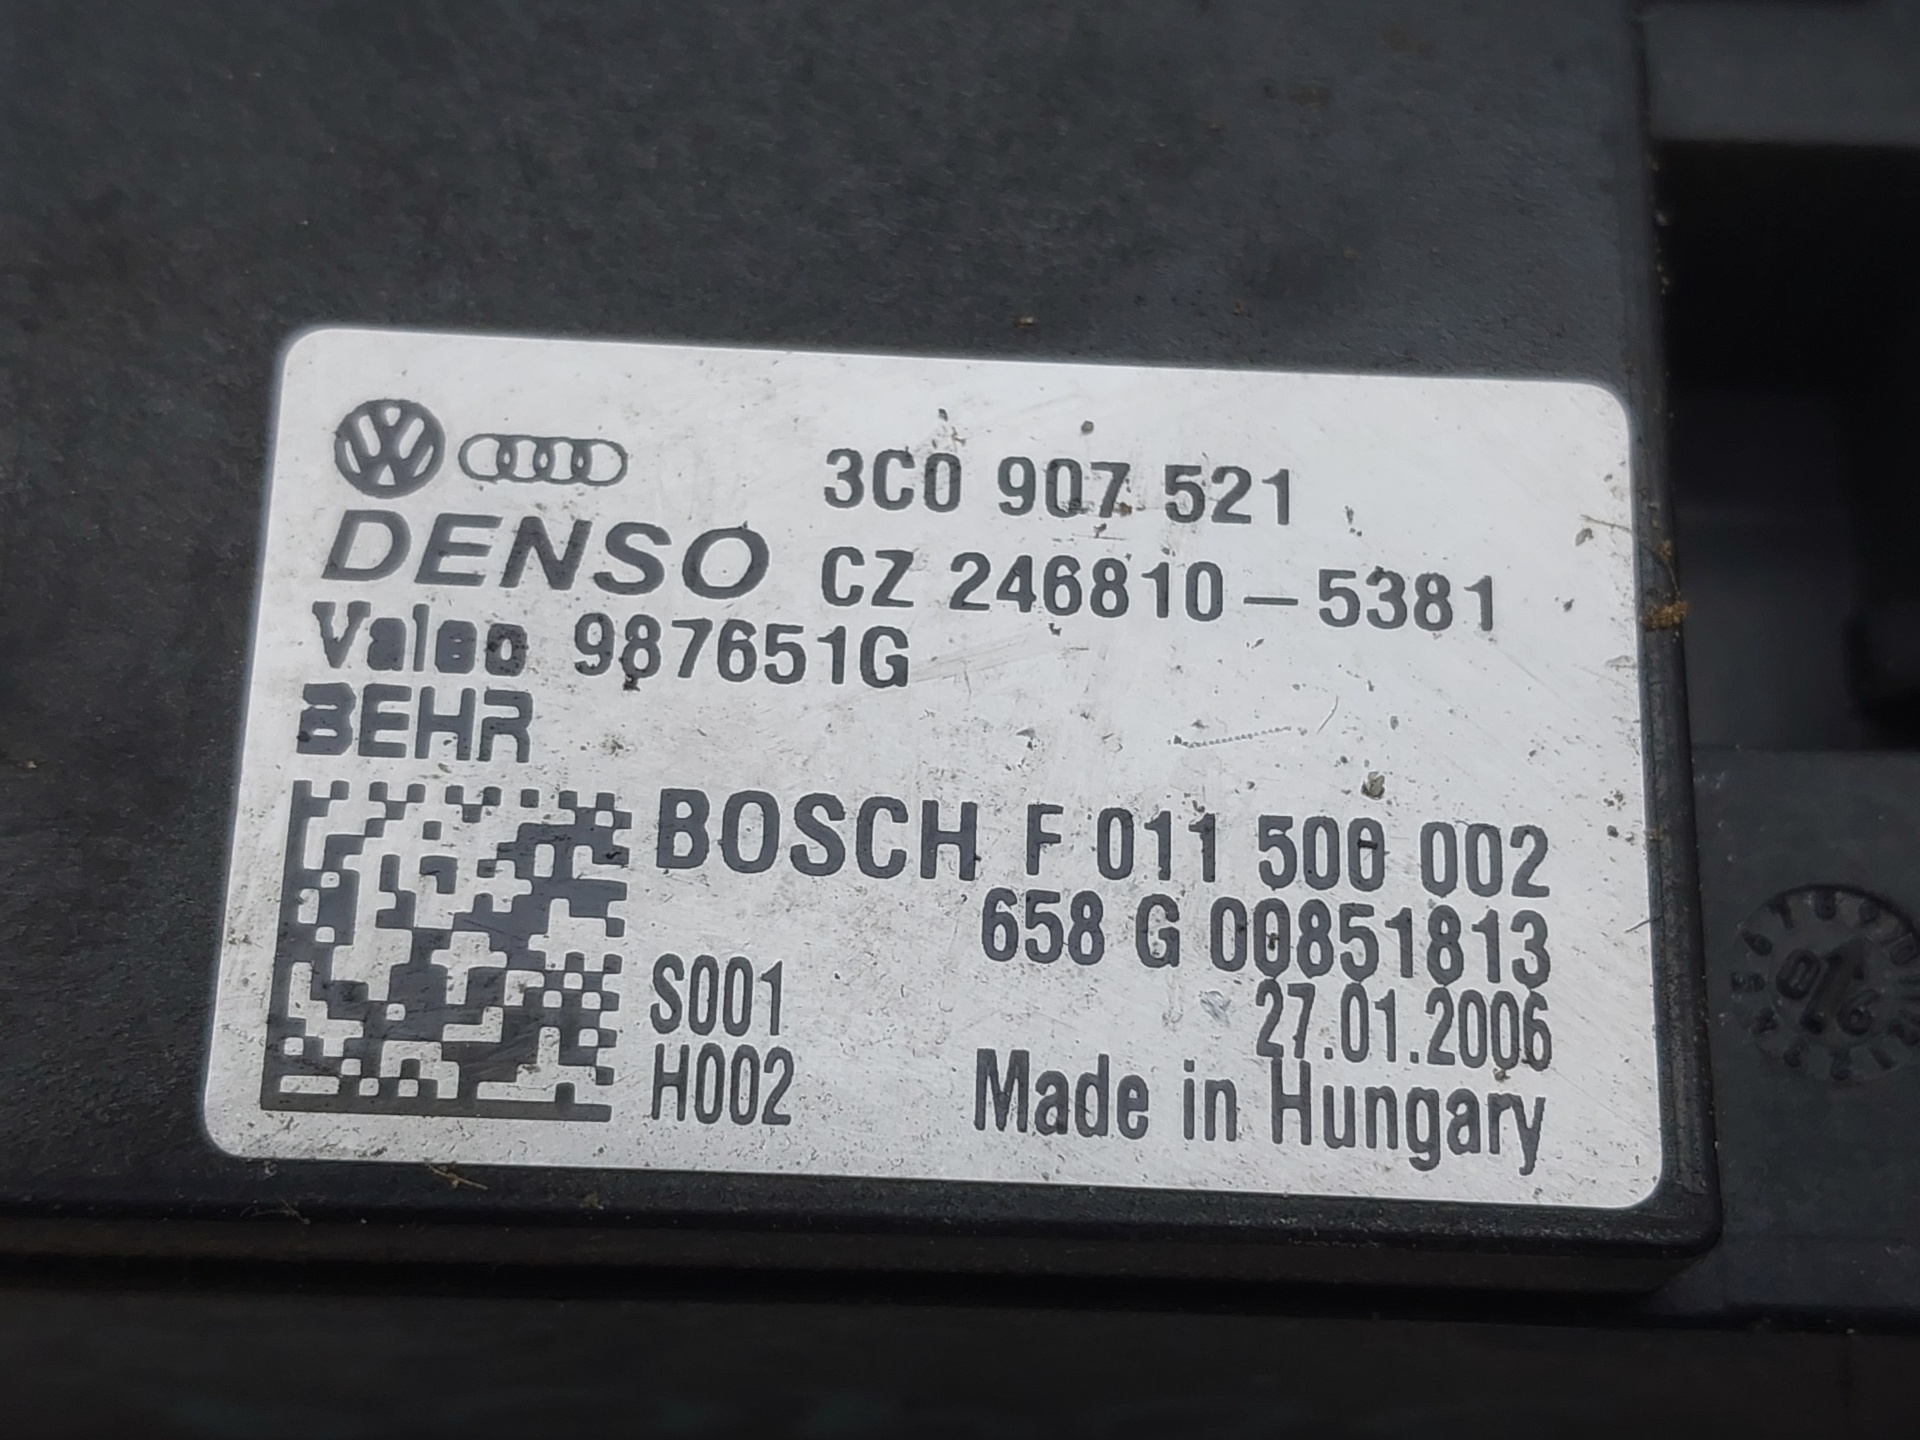 3C0 907 521
DENSO CZ 246810-5381
Valeo 987651G
BEHR
BOSCH F 011 500 002
658 G 00851813
S001
27.01.2006
H002
Made in Hungary